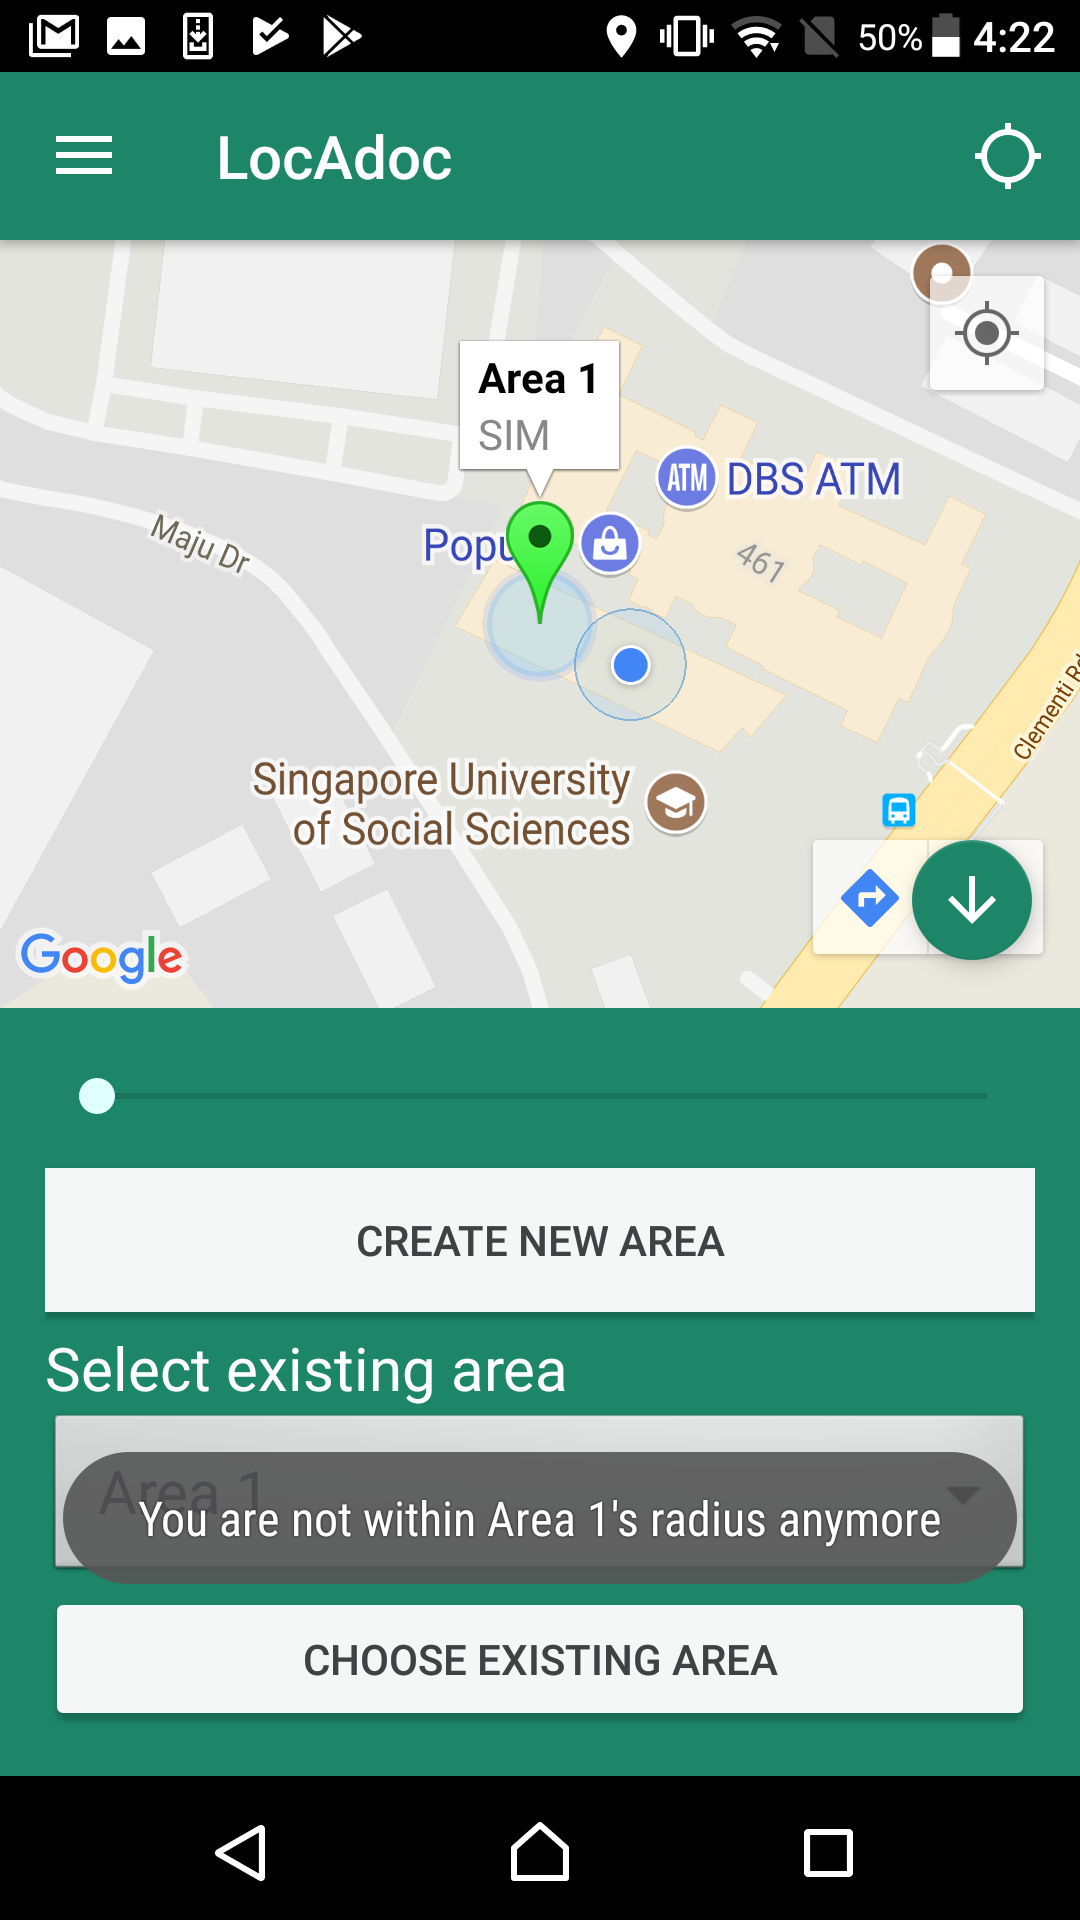 50% 4:22
LocAdoc
Area 1
SIM
ATM DBS ATM
Popu
461
Maju Dr
Clementi Rd
Singapore University
of Social Sciences
Google
CREATE NEW AREA
Select existing area
Area 1
You are not within Area 1's radius anymore
CHOOSE EXISTING AREA